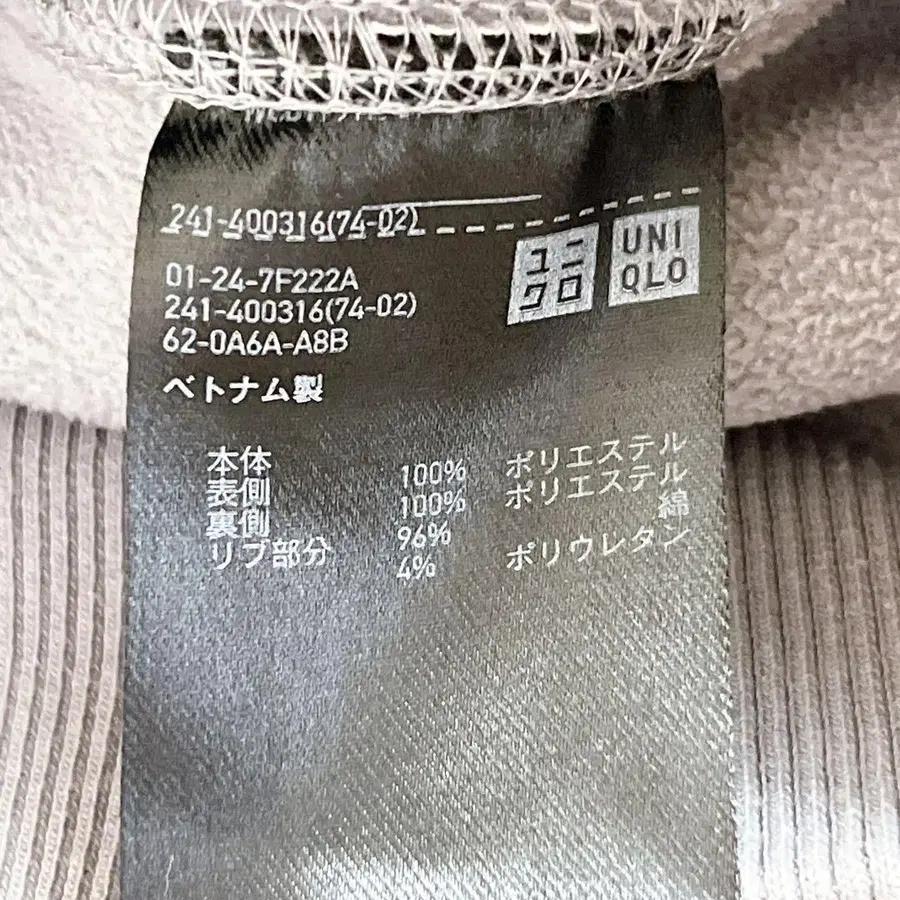 241-400316(74-02)
ユニ
クロ
UNI
QLO
01-24-7F222A
241-400316(74-02)
62-0A6A-A8B
ベトナム製
本体
表側 100% ポリエステル
裏側 100% ポリエステル
リブ部分 96% 綿
4% ポリウレタン